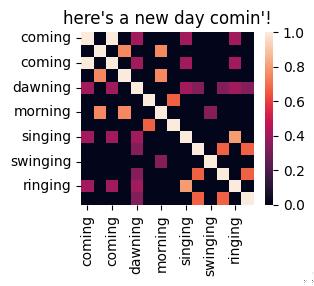 here's a new day comin'!
coming
coming
dawning
morning
singing
swinging
ringing
1.0
0.8
0.6
0.4
0.2
0.0
coming
coming
dawning
morning
singing
swinging
ringing